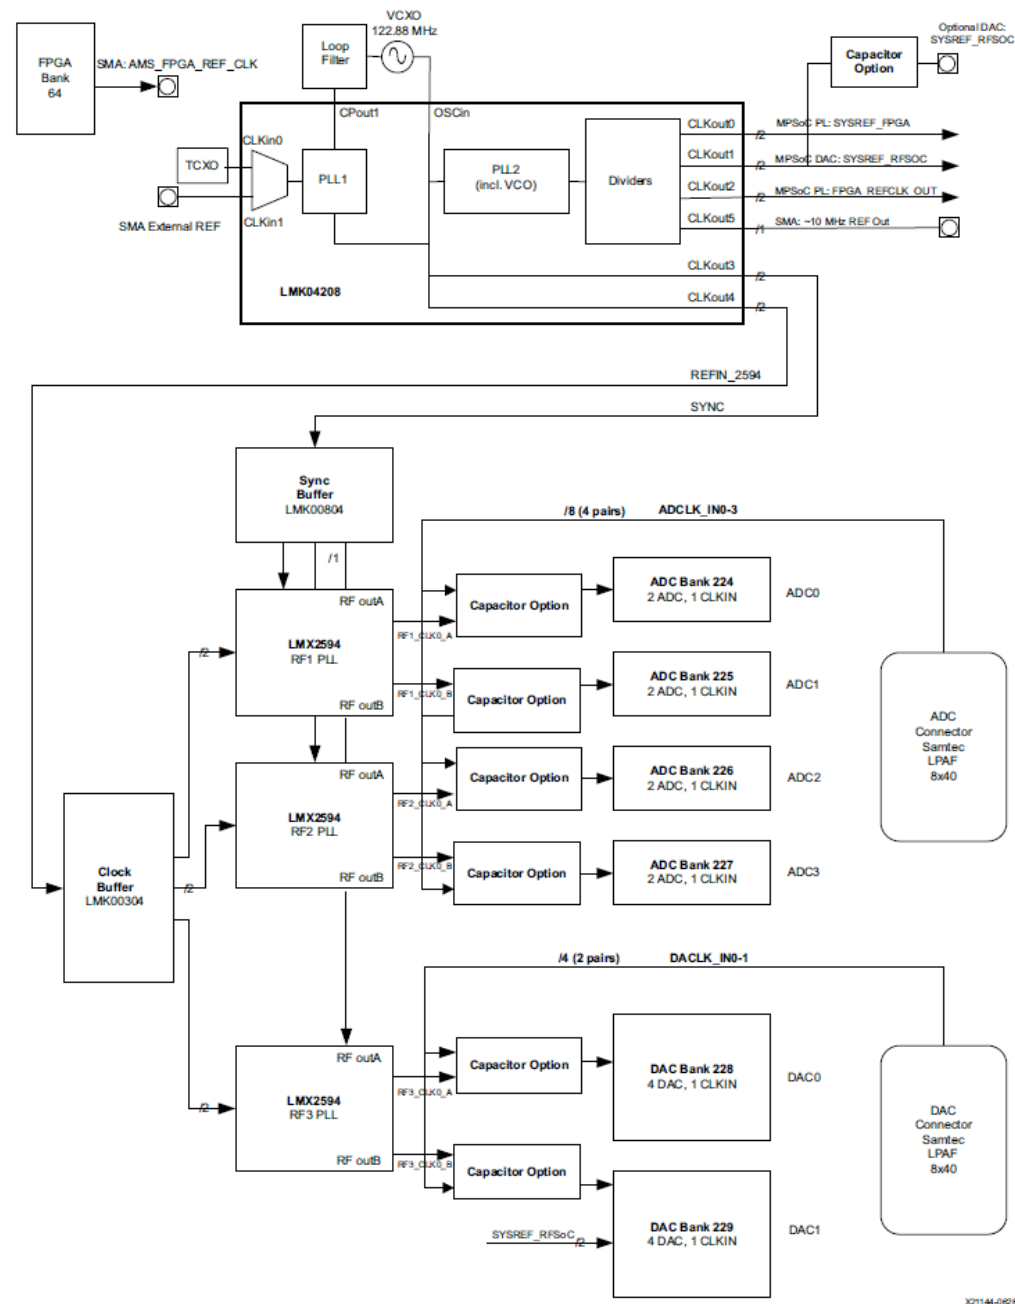 VCXO
122.88 MHz
Optional DAC:
SYSREF_RFSOC
FPGA
Bank
64
SMA: AMS_FPGA_REF_CLK
Loop
Filter
Capacitor
Option
CPout1
OSCin
CLKin0
TCXO
PLL1
PLL2
(incl. VCO)
Dividers
CLKin1
SMA External REF
LMK04208
CLKout0
/2
MPSoC PL: SYSREF_FPGA
CLKout1
/2
MPSoC DAC: SYSREF_RFSOC
CLKout2
/2
MPSoC PL: FPGA_REFCLK_OUT
CLKout5
/1
SMA: ~10 MHz REF Out
CLKout3
/2
CLKout4
/2
REFIN_2594
SYNC
Sync
Buffer
LMK00804
/1
/8 (4 pairs)
ADCLK_IN0-3
RF outA
LMX2594
RF1 PLL
RF outB
/2
RF1_CLK0_A
RF1_CLK0_B
Capacitor Option
ADC Bank 224
2 ADC, 1 CLKIN
ADC0
Capacitor Option
ADC Bank 225
2 ADC, 1 CLKIN
ADC1
RF outA
LMX2594
RF2 PLL
RF outB
/2
RF2_CLK0_A
RF2_CLK0_B
Capacitor Option
ADC Bank 226
2 ADC, 1 CLKIN
ADC2
Capacitor Option
ADC Bank 227
2 ADC, 1 CLKIN
ADC3
ADC
Connector
Samtec
LPAF
8x40
Clock
Buffer
LMK00304
/4 (2 pairs)
DACLK_IN0-1
RF outA
LMX2594
RF3 PLL
RF outB
/2
RF3_CLK0_A
RF3_CLK0_B
Capacitor Option
DAC Bank 228
4 DAC, 1 CLKIN
DAC0
Capacitor Option
DAC Bank 229
4 DAC, 1 CLKIN
DAC1
SYSREF_RFSoC
/2
DAC
Connector
Samtec
LPAF
8x40